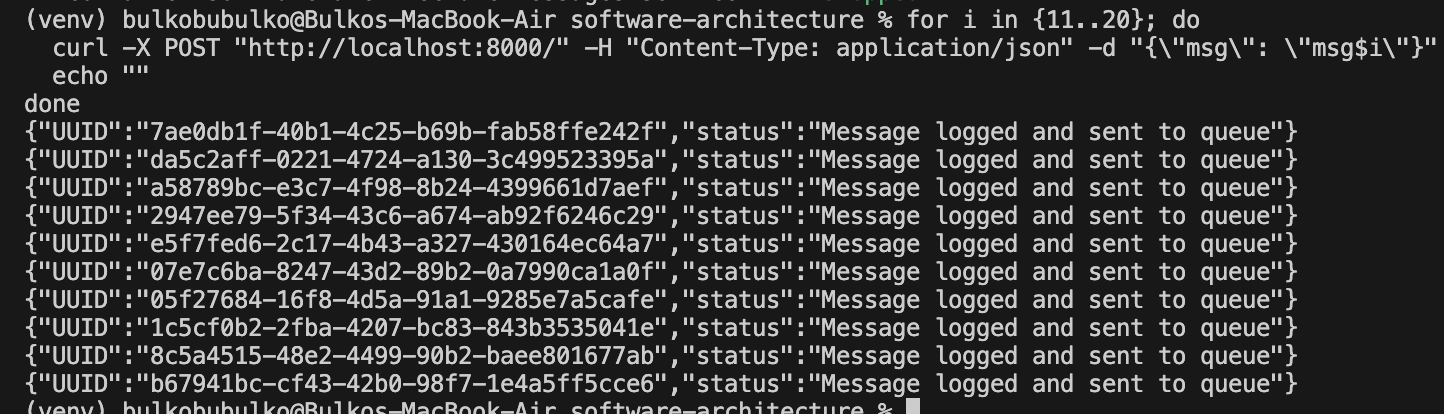 (venv) bulkobubulko@Bulkos-MacBook-Air software-architecture % for i in {11..20}; do
  curl -X POST "http://localhost:8000/" -H "Content-Type: application/json" -d "{\"msg\": \"msg$i\"}"
  echo ""
done
{"UUID":"7ae0db1f-40b1-4c25-b69b-fab58ffe242f","status":"Message logged and sent to queue"}
{"UUID":"da5c2aff-0221-4724-a130-3c499523395a","status":"Message logged and sent to queue"}
{"UUID":"a58789bc-e3c7-4f98-8b24-4399661d7aef","status":"Message logged and sent to queue"}
{"UUID":"2947ee79-5f34-43c6-a674-ab92f6246c29","status":"Message logged and sent to queue"}
{"UUID":"e5f7fed6-2c17-4b43-a327-430164ec64a7","status":"Message logged and sent to queue"}
{"UUID":"07e7c6ba-8247-43d2-89b2-0a7990ca1a0f","status":"Message logged and sent to queue"}
{"UUID":"05f27684-16f8-4d5a-91a1-9285e7a5cafe","status":"Message logged and sent to queue"}
{"UUID":"1c5cf0b2-2fba-4207-bc83-843b3535041e","status":"Message logged and sent to queue"}
{"UUID":"8c5a4515-48e2-4499-90b2-baee801677ab","status":"Message logged and sent to queue"}
{"UUID":"b67941bc-cf43-42b0-98f7-1e4a5ff5cce6","status":"Message logged and sent to queue"}
(venv) bulkobubulko@Bulkos-MacBook-Air software-architecture %